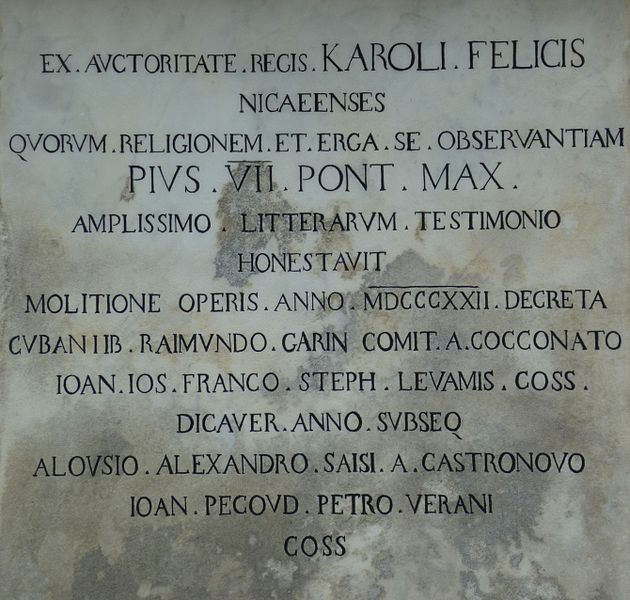 EX . AVCTORITATE . REGIS . KAROLI . FELICIS
NICAEENSES
QVORVM . RELIGIONEM . ET . ERGA . SE . OBSERVANTIAM
PIVS . VII . PONT . MAX .
AMPLISSIMO . LITTERARVM . TESTIMONIO
HONESTAVIT
MOLITIONE OPERIS . ANNO . MDCCCXXII . DECRETA
CVBAN IIB . RAIMVNDO . GARIN COMIT . A . COCCONATO
IOAN . IOS . FRANCO . STEPH . LEVAMIS . COSS .
DICAVER . ANNO . SVBSEQ
ALOVSIO . ALEXANDRO . SAISI . A . CASTRONOVO
IOAN . PEGOVD . PETRO . VERANI
COSS